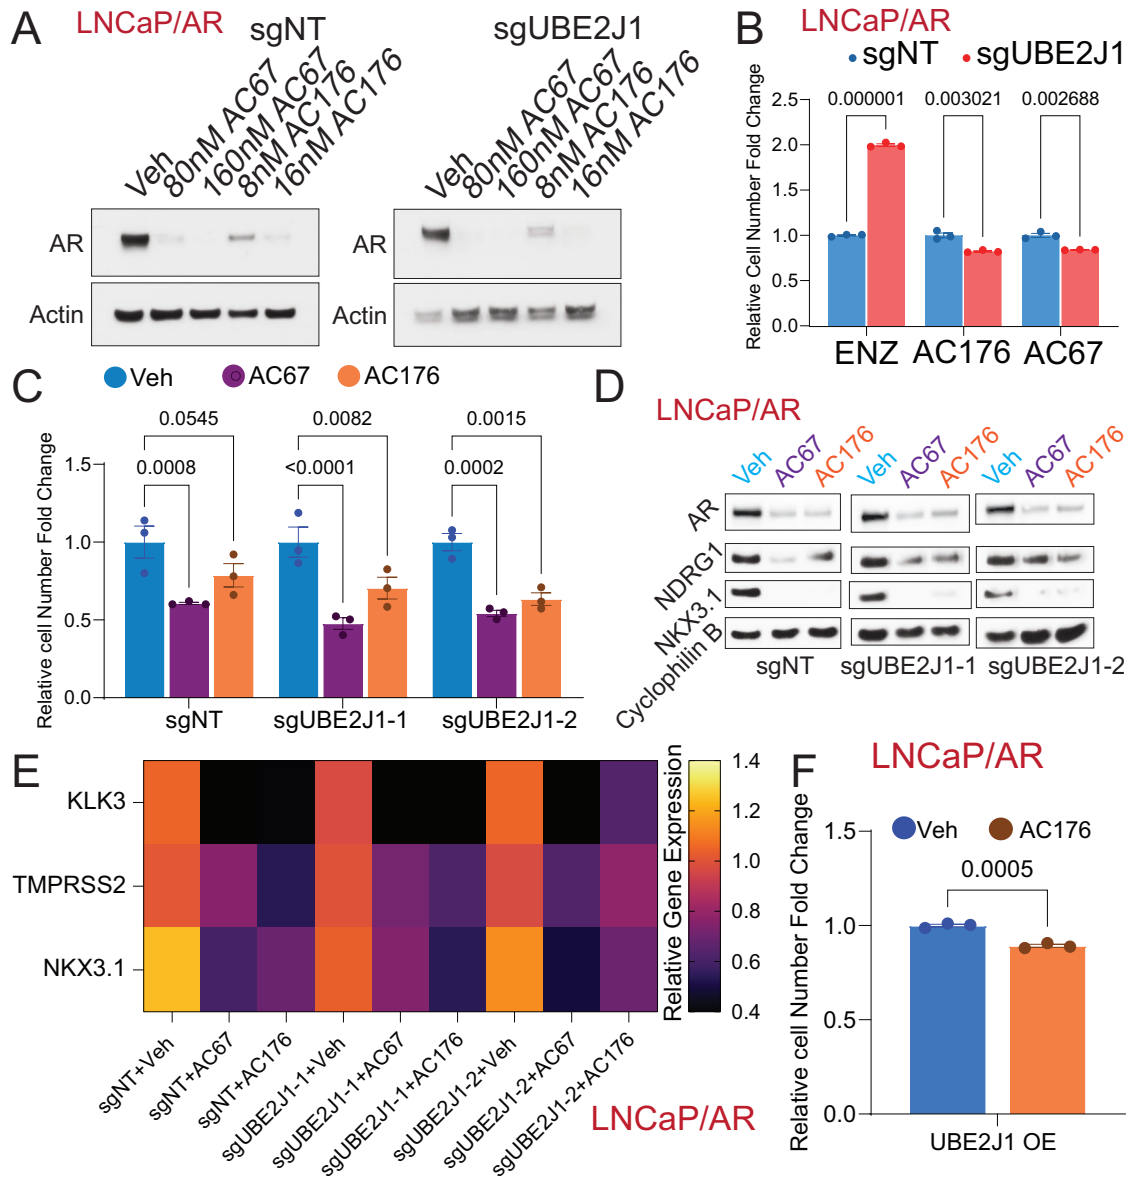 A
LNCaP/AR
sgNT
sgUBE2J1
Veh
80nM AC67
160nM AC67
8nM AC176
16nM AC176
Veh
80nM AC67
160nM AC67
8nM AC176
16nM AC176
AR
AR
Actin
Actin
B
LNCaP/AR
sgNT
sgUBE2J1
Relative Cell Number Fold Change
2.5
2.0
1.5
1.0
0.5
0.0
0.000001
0.003021
0.002688
ENZ
AC176
AC67
C
Veh
AC67
AC176
Relative cell Number Fold Change
1.5
1.0
0.5
0.0
0.0545
0.0008
0.0082
<0.0001
0.0015
0.0002
sgNT
sgUBE2J1-1
sgUBE2J1-2
D
LNCaP/AR
Veh
AC67
AC176
Veh
AC67
AC176
Veh
AC67
AC176
AR
NDRG1
NKX3.1
Cyclophilin B
sgNT
sgUBE2J1-1
sgUBE2J1-2
E
KLK3
TMPRSS2
NKX3.1
sgNT+Veh
sgNT+AC67
sgNT+AC176
sgUBE2J1-1+Veh
sgUBE2J1-1+AC67
sgUBE2J1-1+AC176
sgUBE2J1-2+Veh
sgUBE2J1-2+AC67
sgUBE2J1-2+AC176
Relative Gene Expression
1.4
1.2
1.0
0.8
0.6
0.4
LNCaP/AR
F
LNCaP/AR
Veh
AC176
Relative cell Number Fold Change
1.5
1.0
0.5
0.0
0.0005
UBE2J1 OE